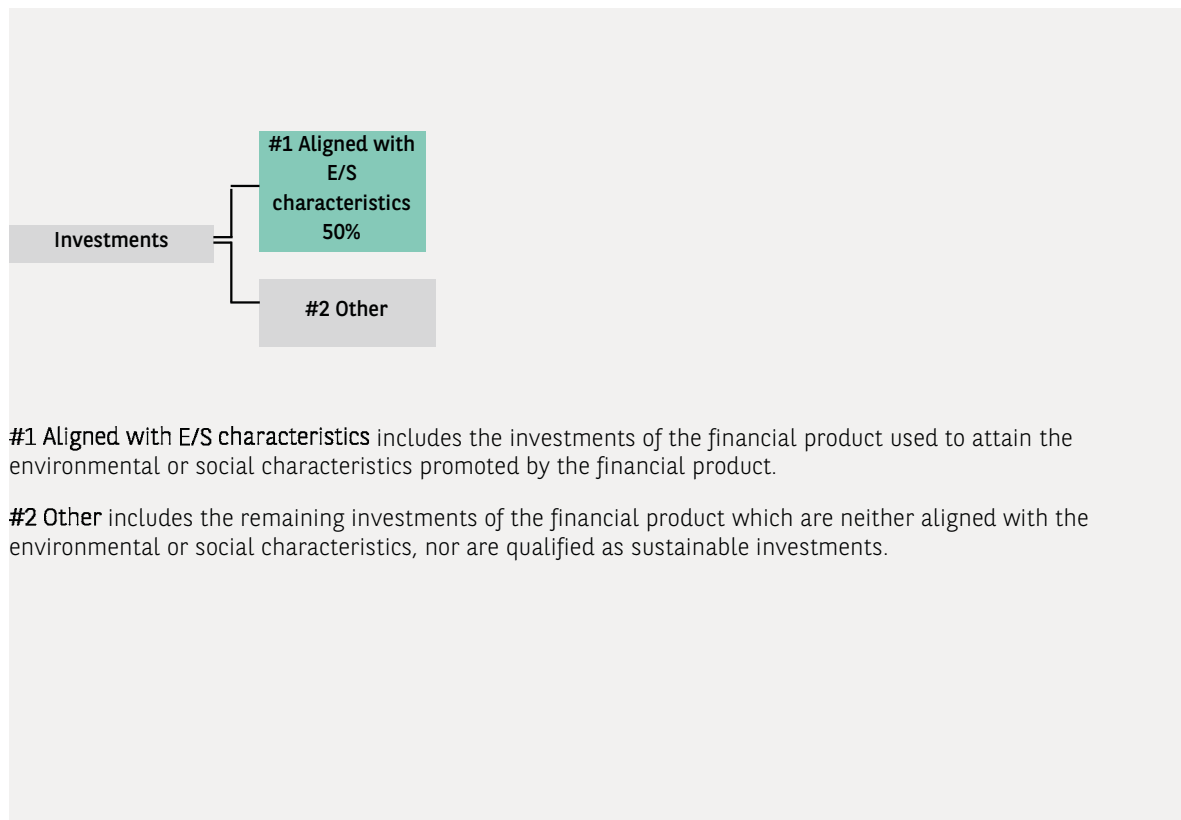 #1 Aligned with
E/S
characteristics
50%
Investments
#2 Other
#1 Aligned with E/S characteristics includes the investments of the financial product used to attain the
environmental or social characteristics promoted by the financial product.
#2 Other includes the remaining investments of the financial product which are neither aligned with the
environmental or social characteristics, nor are qualified as sustainable investments.